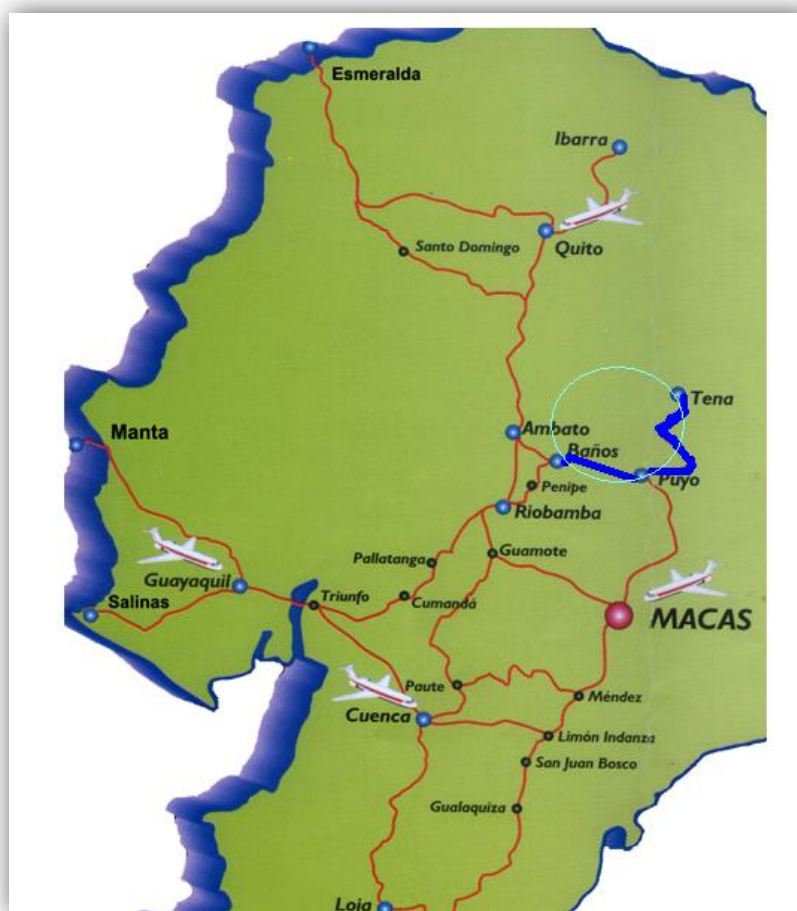 Esmeralda
Ibarra
Santo Domingo
Quito
Tena
Manta
Ambato
Baños
Puyo
Penipe
Riobamba
Guamote
Pallatanga
Guayaquil
Triunfo
Cumandá
Salinas
MACAS
Paute
Méndez
Cuenca
Limón Indanza
San Juan Bosco
Gualaquiza
Loja